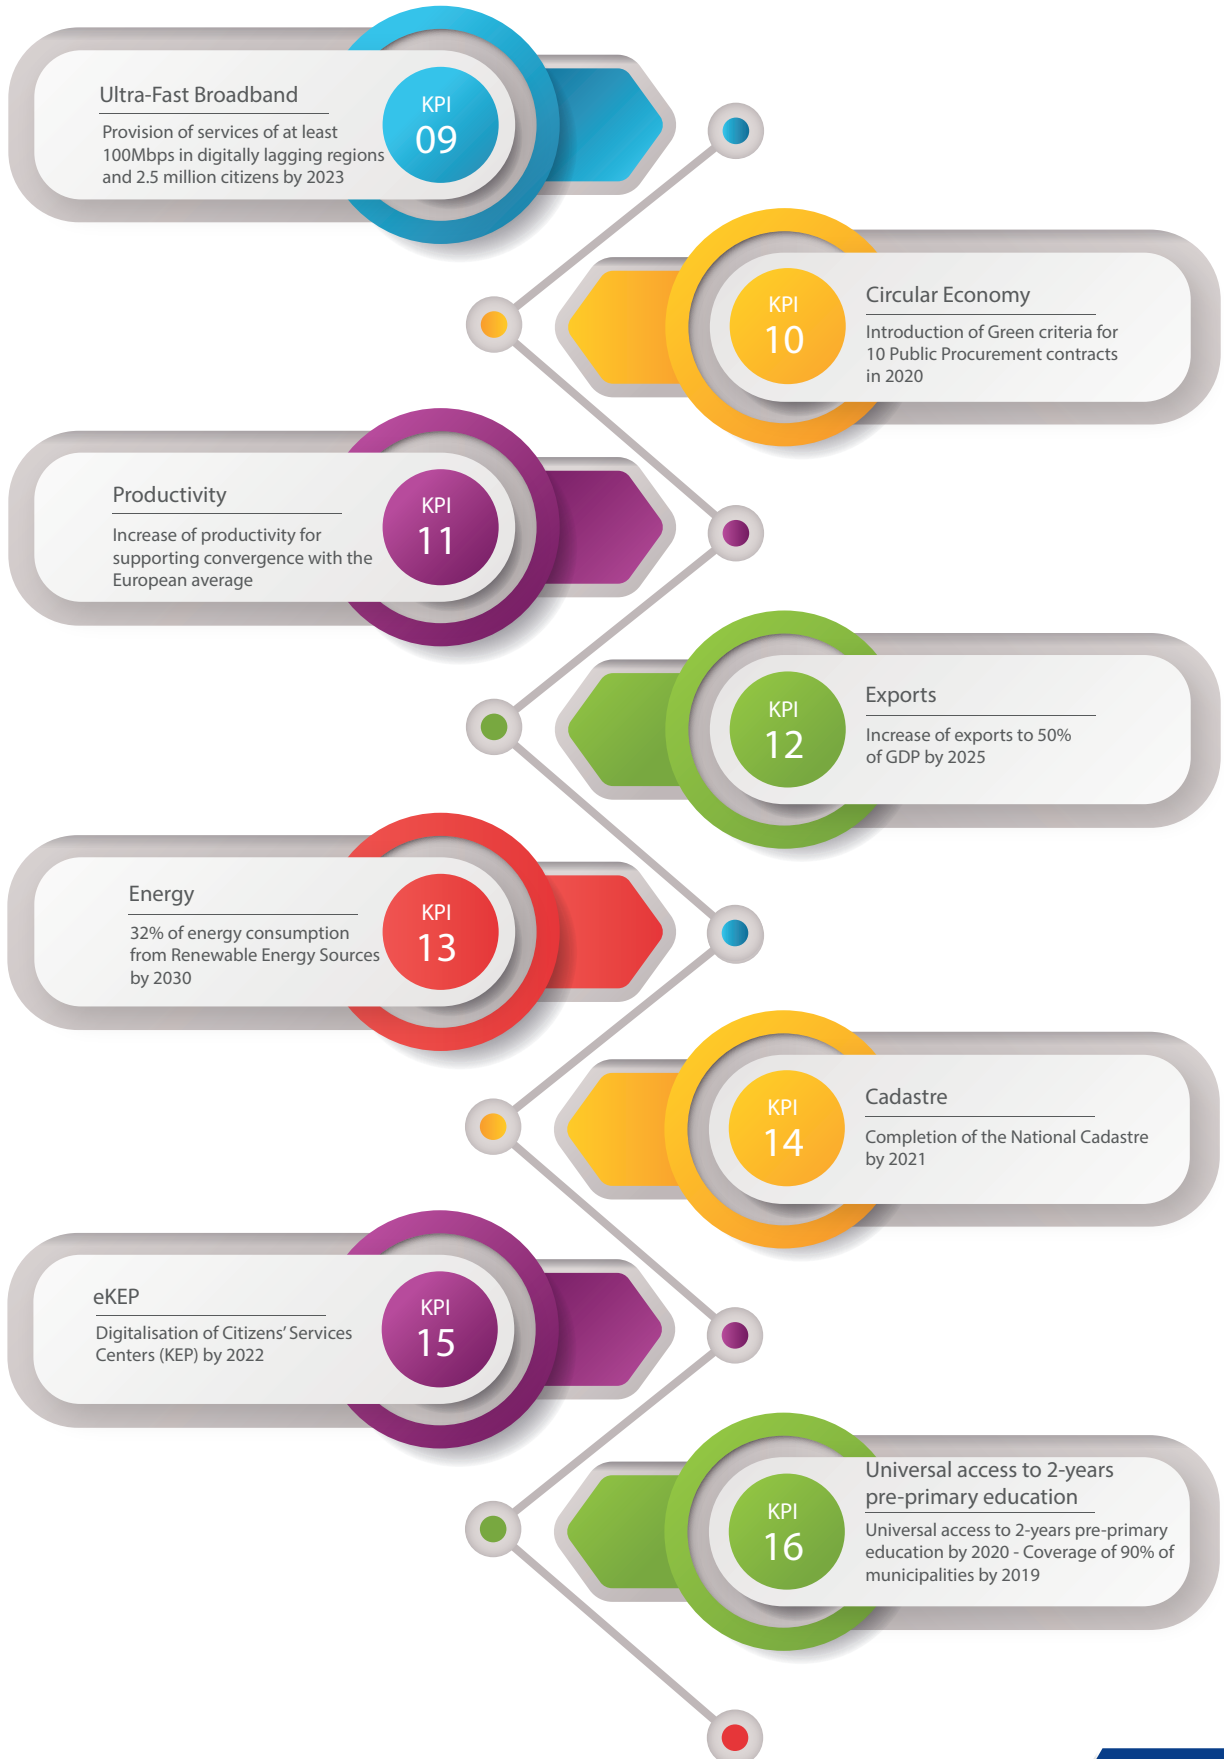 Ultra-Fast Broadband
Provision of services of at least
100Mbps in digitally lagging regions
and 2.5 million citizens by 2023
KPI
09
KPI
10
Circular Economy
Introduction of Green criteria for
10 Public Procurement contracts
in 2020
Productivity
Increase of productivity for
supporting convergence with the
European average
KPI
11
KPI
12
Exports
Increase of exports to 50%
of GDP by 2025
Energy
32% of energy consumption
from Renewable Energy Sources
by 2030
KPI
13
KPI
14
Cadastre
Completion of the National Cadastre
by 2021
eKEP
Digitalisation of Citizens’ Services
Centers (KEP) by 2022
KPI
15
KPI
16
Universal access to 2-years
pre-primary education
Universal access to 2-years pre-primary
education by 2020 - Coverage of 90% of
municipalities by 2019